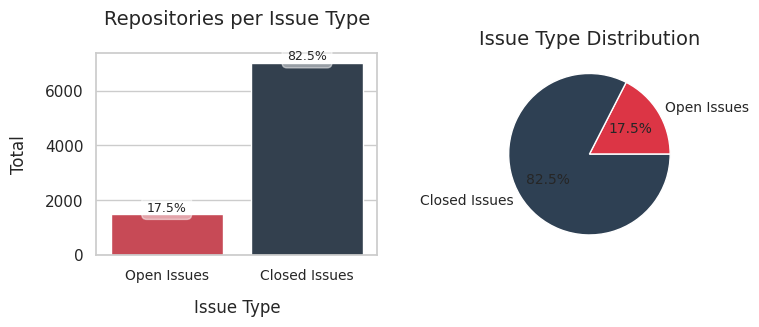 Repositories per Issue Type
82.5%
6000
4000
2000
0
17.5%
Total
Open Issues
Closed Issues
Issue Type
Issue Type Distribution
Open Issues
17.5%
82.5%
Closed Issues